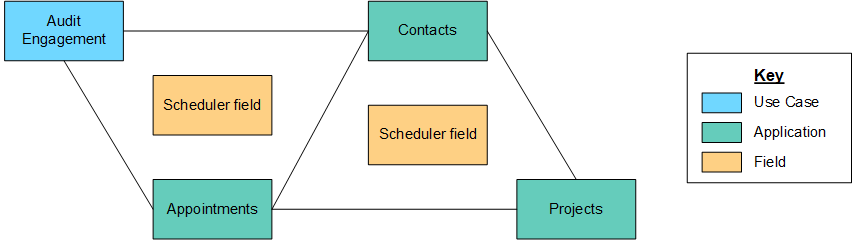 Audit
Engagement
Contacts
Scheduler field
Scheduler field
Appointments
Projects
Key
Use Case
Application
Field